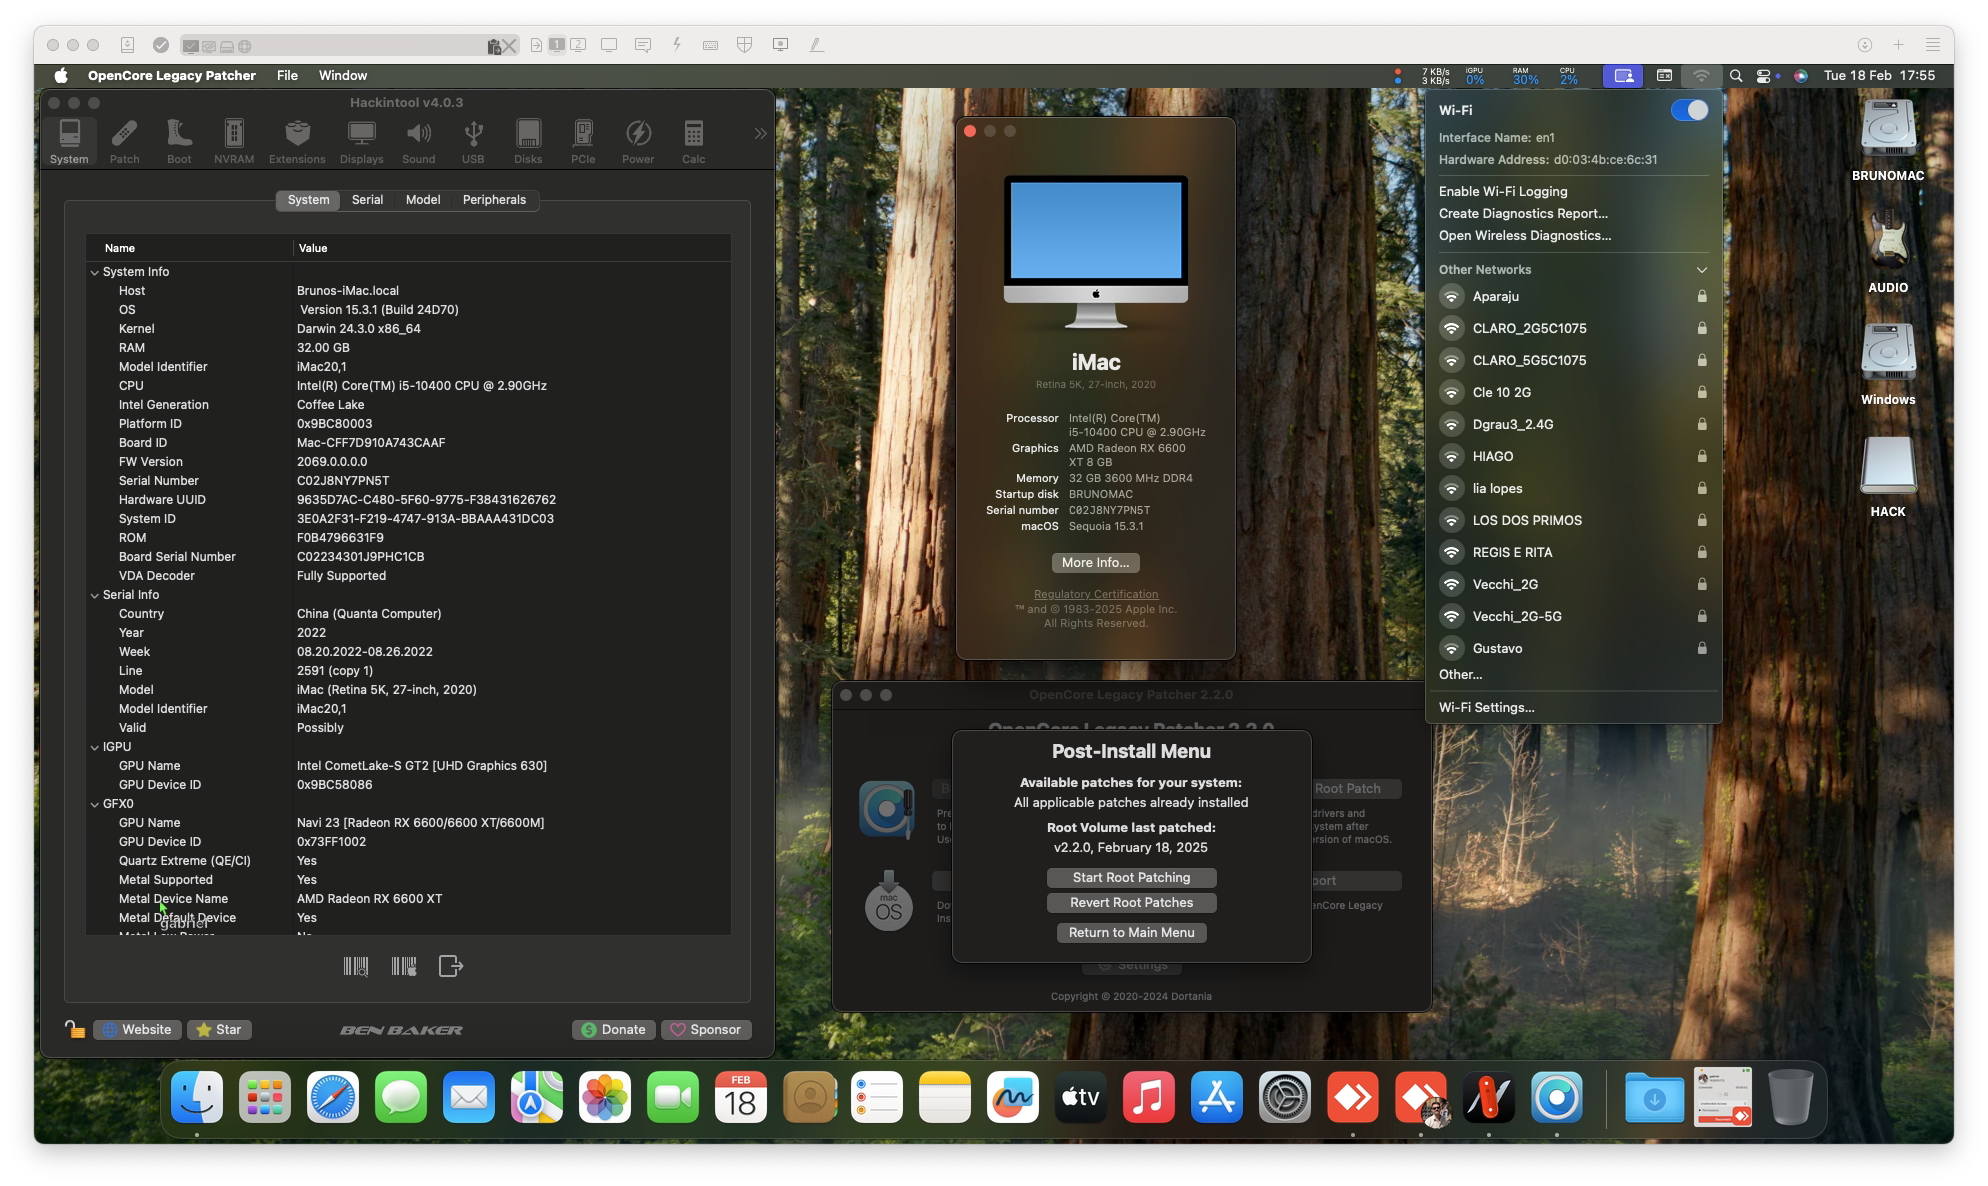 1
2
OpenCore Legacy Patcher File Window
7 KB/s
3 KB/s
iGPU
0%
RAM
30%
CPU
2%
Tue 18 Feb 17:55
Hackintool v4.0.3
System Patch Boot NVRAM Extensions Displays Sound USB Disks PCIe Power Calc
System Serial Model Peripherals
Name Value
System Info
Host Brunos-iMac.local
OS Version 15.3.1 (Build 24D70)
Kernel Darwin 24.3.0 x86_64
RAM 32.00 GB
Model Identifier iMac20,1
CPU Intel(R) Core(TM) i5-10400 CPU @ 2.90GHz
Intel Generation Coffee Lake
Platform ID 0x9BC80003
Board ID Mac-CFF7D910A743CAAF
FW Version 2069.0.0.0.0
Serial Number C02J8NY7PN5T
Hardware UUID 9635D7AC-C480-5F60-9775-F38431626762
System ID 3E0A2F31-F219-4747-913A-BBAAA431DC03
ROM F0B4796631F9
Board Serial Number C02234301J9PHC1CB
VDA Decoder Fully Supported
Serial Info
Country China (Quanta Computer)
Year 2022
Week 08.20.2022-08.26.2022
Line 2591 (copy 1)
Model iMac (Retina 5K, 27-inch, 2020)
Model Identifier iMac20,1
Valid Possibly
IGPU
GPU Name Intel CometLake-S GT2 [UHD Graphics 630]
GPU Device ID 0x9BC58086
GFX0
GPU Name Navi 23 [Radeon RX 6600/6600 XT/6600M]
GPU Device ID 0x73FF1002
Quartz Extreme (QE/CI) Yes
Metal Supported Yes
Metal Device Name AMD Radeon RX 6600 XT
Metal Default Device Yes
gabriel
Website Star BEN BAKER Donate Sponsor
iMac
Retina 5K, 27-inch, 2020
Processor Intel(R) Core(TM)
i5-10400 CPU @ 2.90GHz
Graphics AMD Radeon RX 6600
XT 8 GB
Memory 32 GB 3600 MHz DDR4
Startup disk BRUNOMAC
Serial number C02J8NY7PN5T
macOS Sequoia 15.3.1
More Info...
Regulatory Certification
™ and © 1983-2025 Apple Inc.
All Rights Reserved.
OpenCore Legacy Patcher 2.2.0
OpenCore Legacy Patcher 2.2.0
Post-Install Menu
Available patches for your system:
All applicable patches already installed
Root Volume last patched:
v2.2.0, February 18, 2025
Start Root Patching
Revert Root Patches
Return to Main Menu
Root Patch
drivers and
ystem after
ersion of macOS.
port
enCore Legacy
macOS
Settings
Copyright © 2020-2024 Dortania
Wi-Fi
Interface Name: en1
Hardware Address: d0:03:4b:ce:6c:31
Enable Wi-Fi Logging
Create Diagnostics Report...
Open Wireless Diagnostics...
Other Networks
Aparaju
CLARO_2G5C1075
CLARO_5G5C1075
Cle 10 2G
Dgrau3_2.4G
HIAGO
lia lopes
LOS DOS PRIMOS
REGIS E RITA
Vecchi_2G
Vecchi_2G-5G
Gustavo
Other...
Wi-Fi Settings...
BRUNOMAC
AUDIO
Windows
HACK
FEB
18
tv